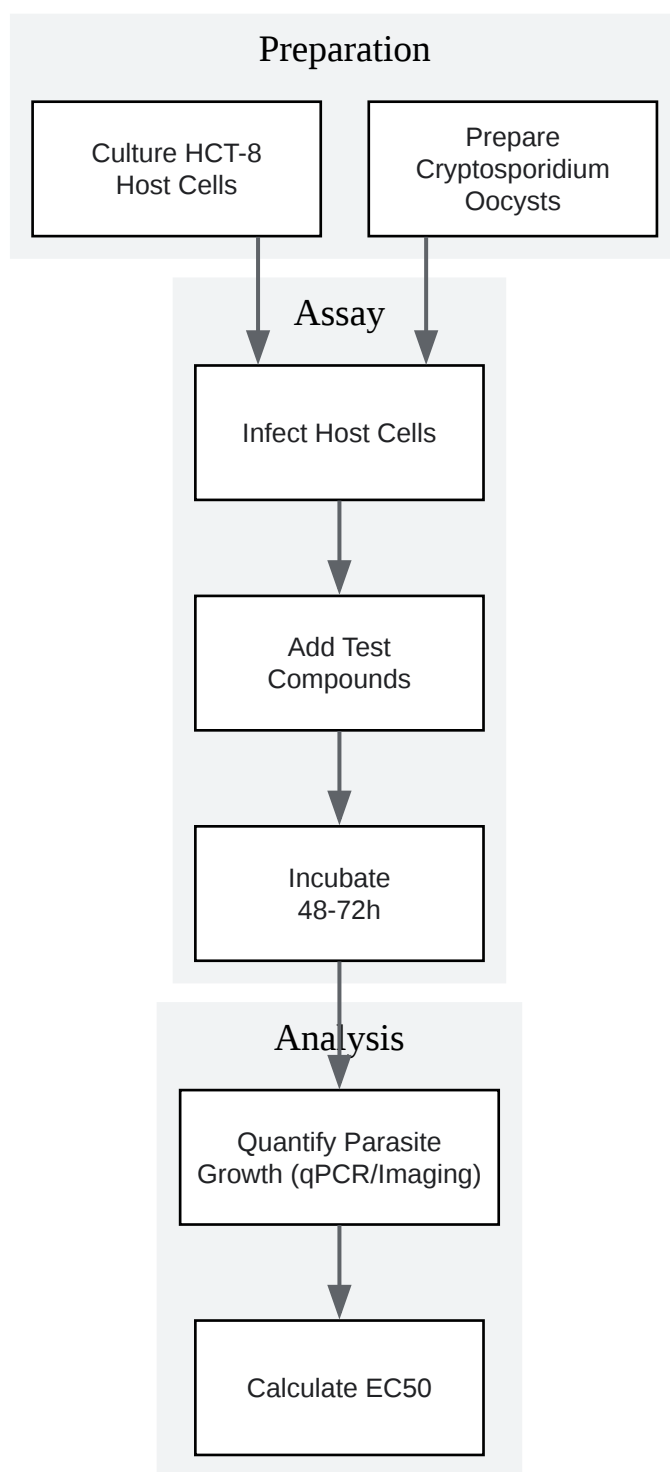 Preparation
Culture HCT-8
Host Cells
Prepare
Cryptosporidium
Oocysts
Assay
Infect Host Cells
Add Test
Compounds
Incubate
48-72h
Analysis
Quantify Parasite
Growth (qPCR/Imaging)
Calculate EC50